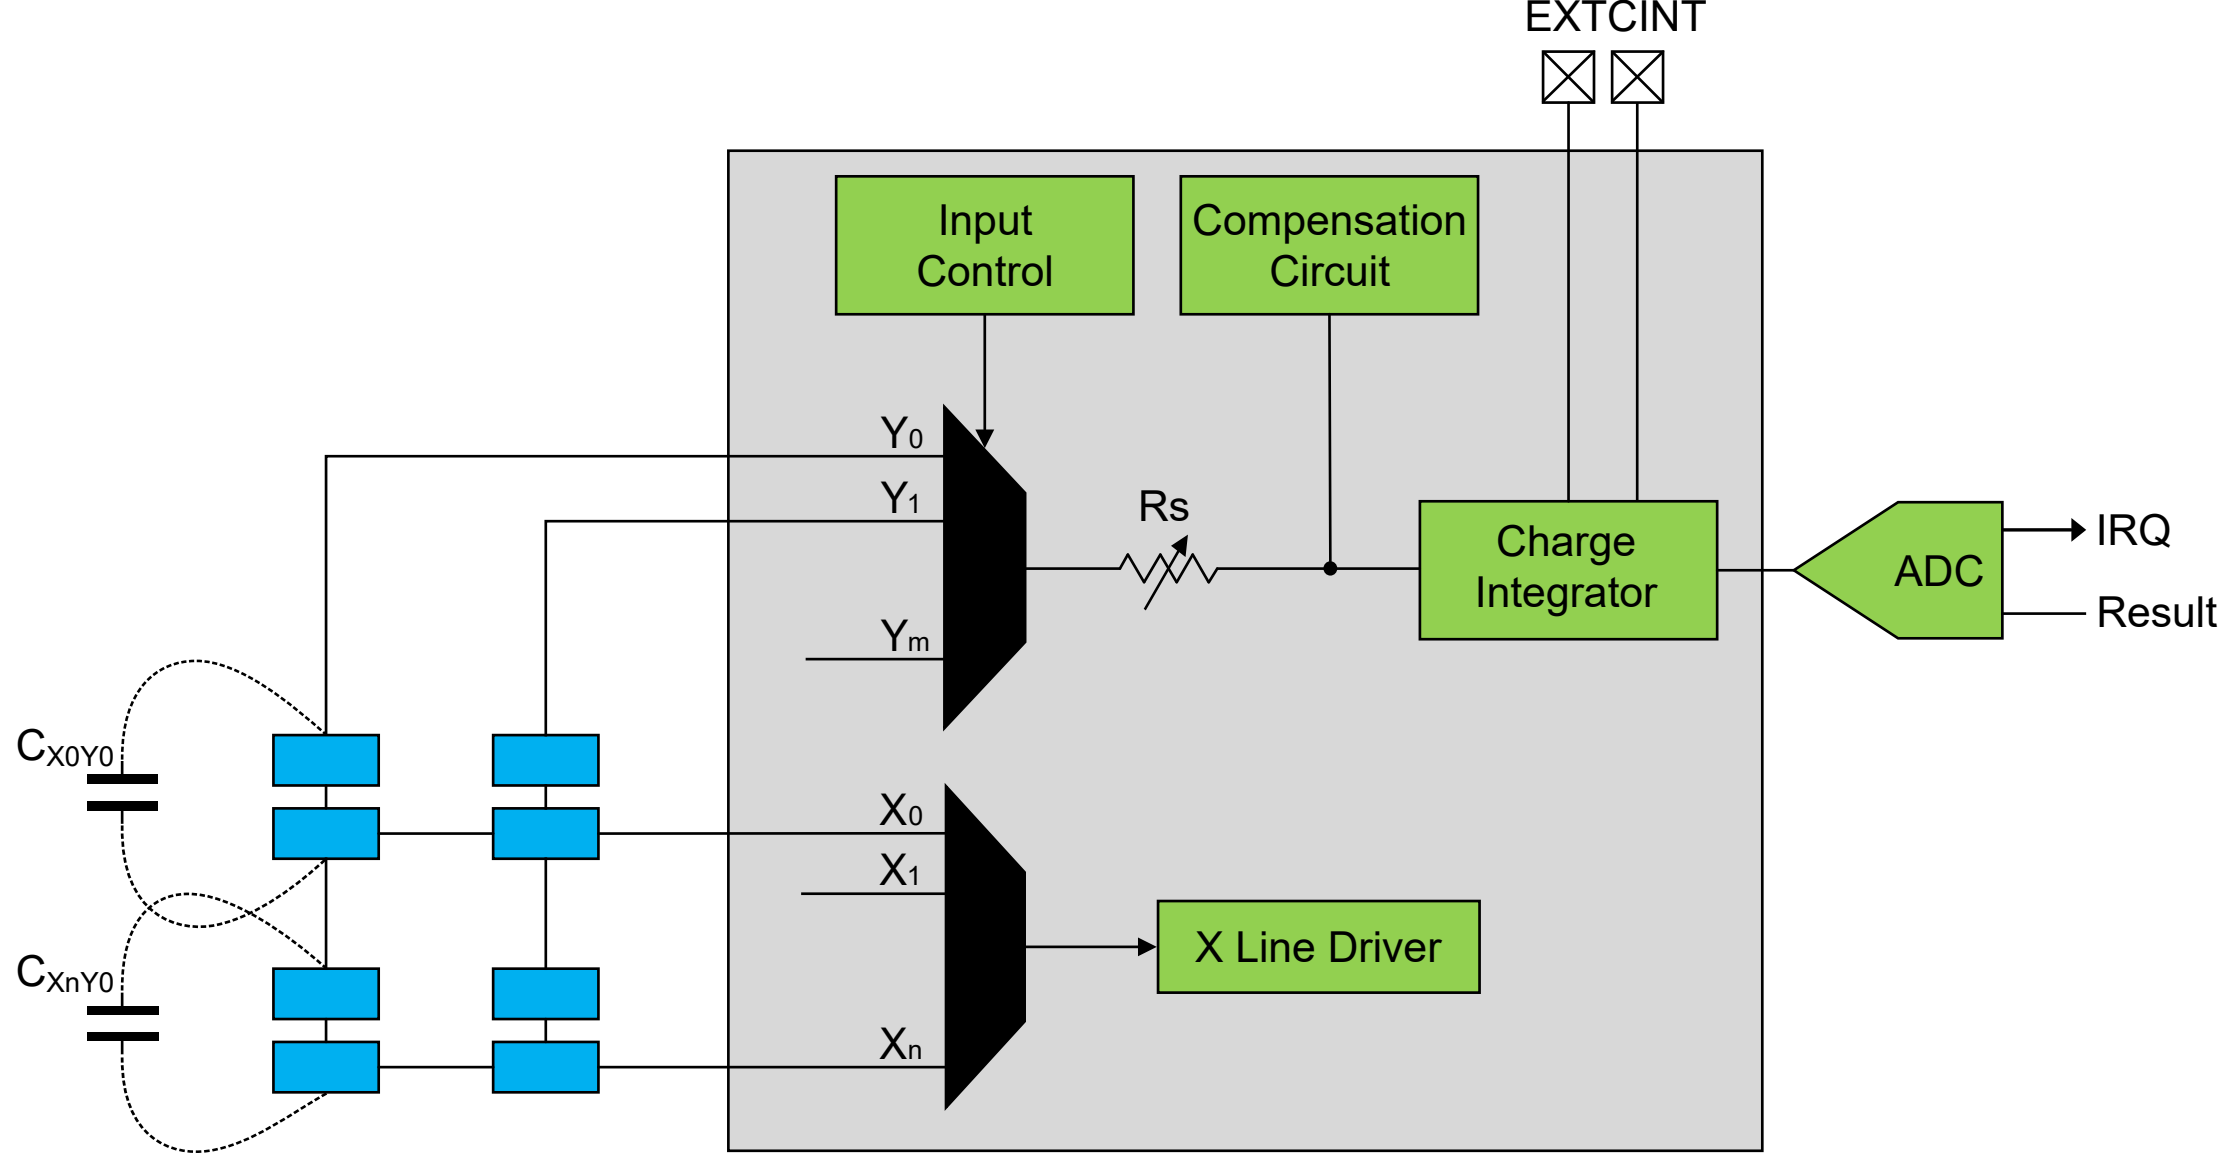 EXTCINT
Input
Control
Compensation
Circuit
Y0
Y1
Rs
Ym
Charge
Integrator
ADC
IRQ
Result
CX0Y0
X0
X1
X Line Driver
CXnY0
Xn